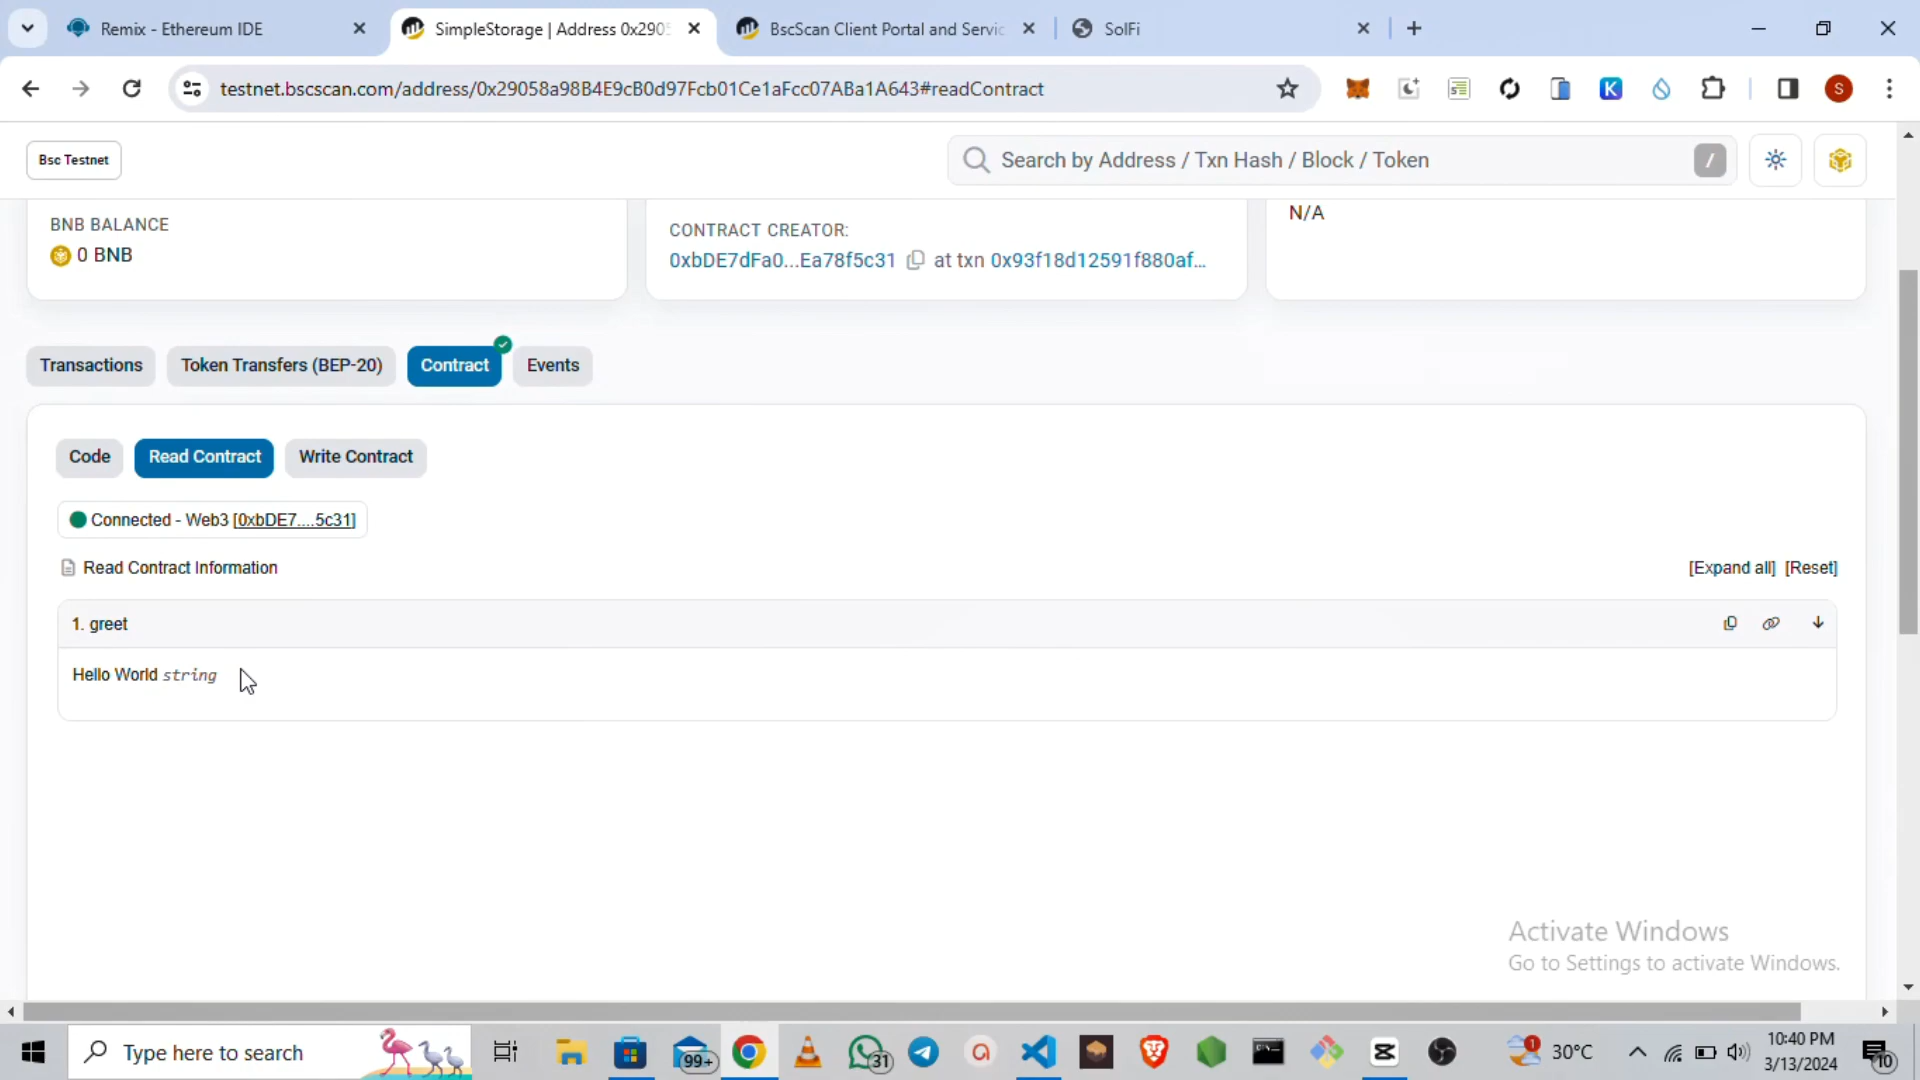 Remix - Ethereum IDE
SimpleStorage | Address 0x290
BscScan Client Portal and Servic
SolFi
testnet.bscscan.com/address/0x29058a98B4E9cB0d97Fcb01Ce1aFcc07ABa1A643#readContract
S
Bsc Testnet
Search by Address / Txn Hash / Block / Token
/
BNB BALANCE
0 BNB
CONTRACT CREATOR:
0xbDE7dFa0...Ea78f5c31 at txn 0x93f18d12591f880af...
N/A
Transactions
Token Transfers (BEP-20)
Contract
Events
Code
Read Contract
Write Contract
Connected - Web3 [0xbDE7....5c31]
Read Contract Information
[Expand all] [Reset]
1. greet
Hello World string
Activate Windows
Go to Settings to activate Windows.
Type here to search
99+
31
1
30°C
10:40 PM
3/13/2024
10